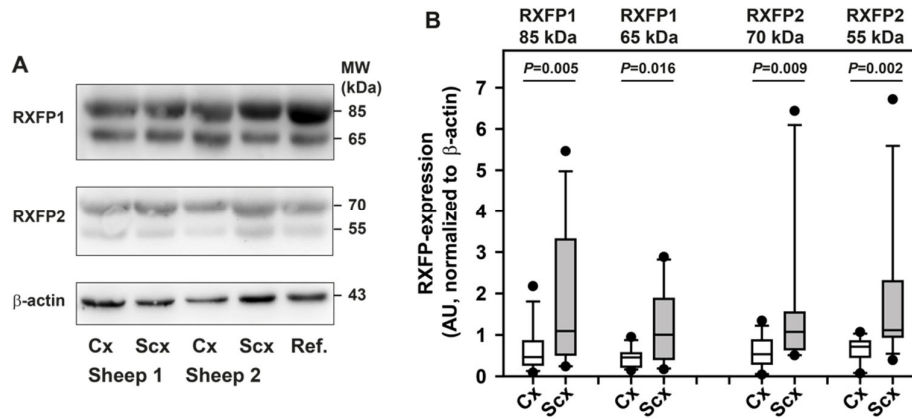 A
MW
(kDa)
RXFP1
85
65
RXFP2
70
55
β-actin
43
Cx Scx Cx Scx Ref.
Sheep 1 Sheep 2
B
RXFP1 RXFP1 RXFP2 RXFP2
85 kDa 65 kDa 70 kDa 55 kDa
P=0.005 P=0.016 P=0.009 P=0.002
RXFP-expression
(AU, normalized to β-actin)
7
6
5
4
3
2
1
0
Cx Scx Cx Scx Cx Scx Cx Scx